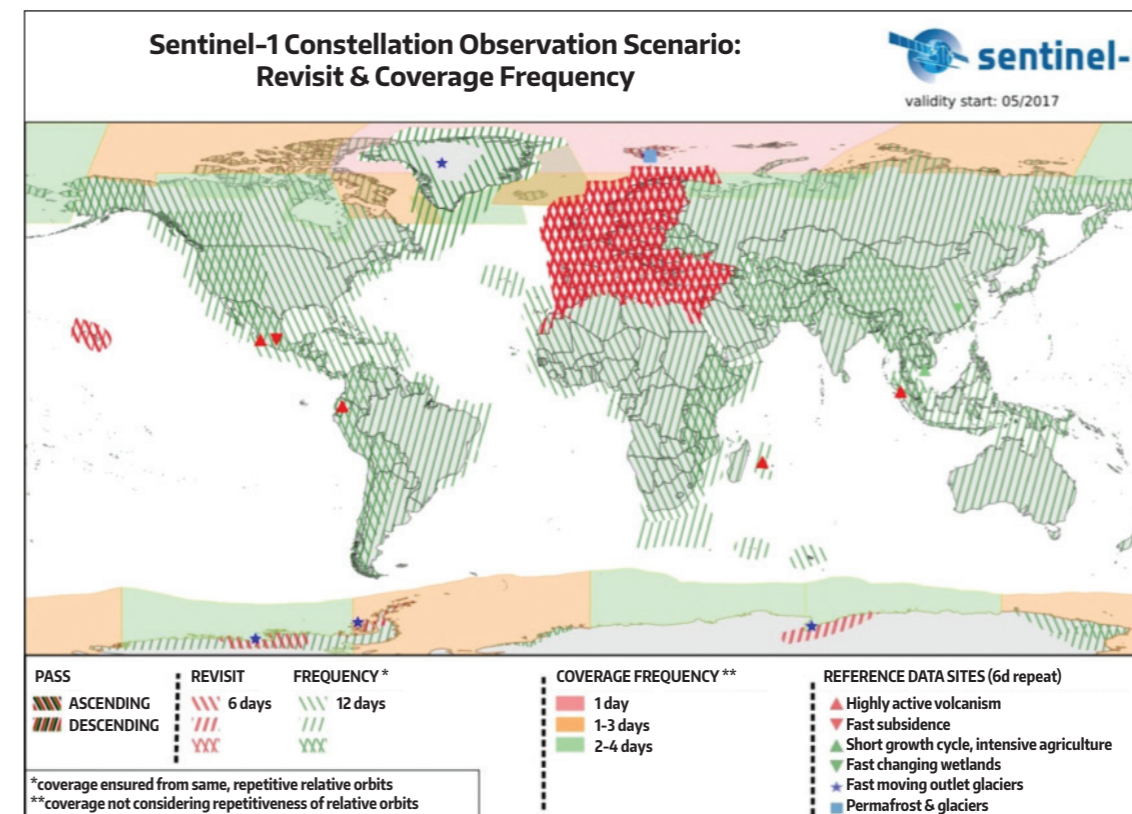 Sentinel-1 Constellation Observation Scenario:
Revisit & Coverage Frequency
sentinel-
validity start: 05/2017
PASS
ASCENDING
DESCENDING
REVISIT FREQUENCY *
6 days 12 days
COVERAGE FREQUENCY **
1 day
1-3 days
2-4 days
REFERENCE DATA SITES (6d repeat)
Highly active volcanism
Fast subsidence
Short growth cycle, intensive agriculture
Fast changing wetlands
Fast moving outlet glaciers
Permafrost & glaciers
*coverage ensured from same, repetitive relative orbits
**coverage not considering repetitiveness of relative orbits